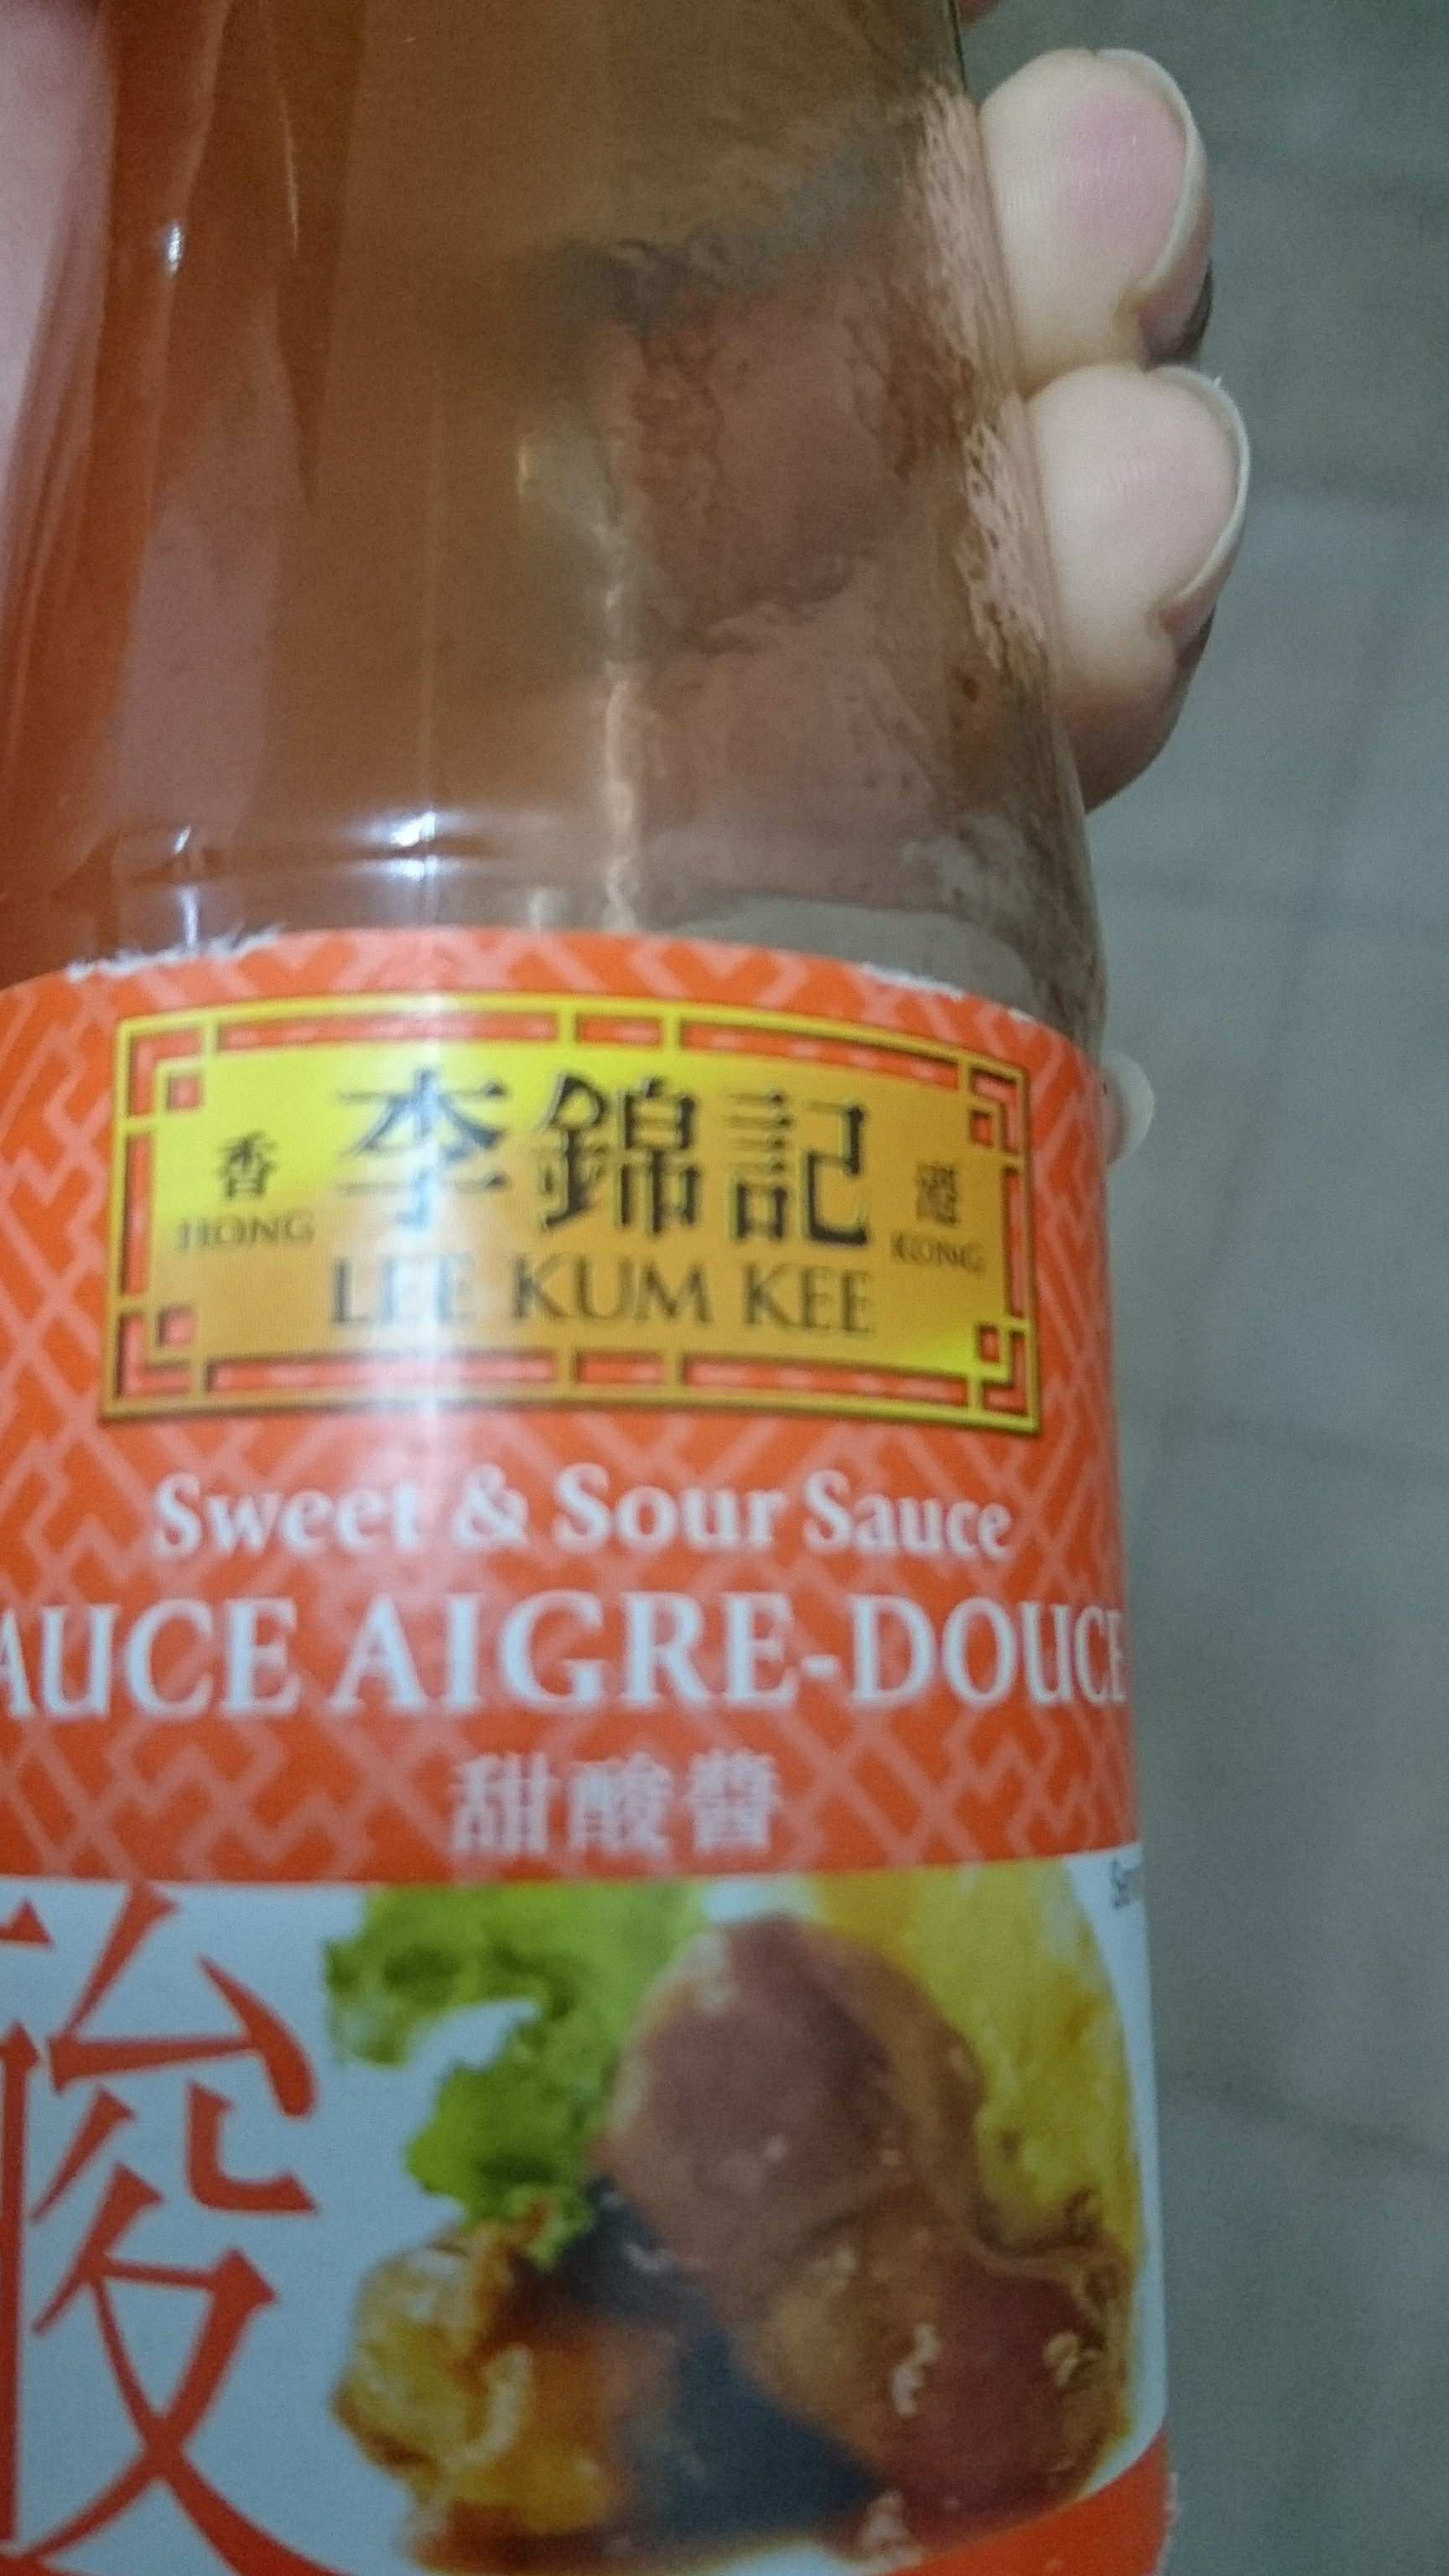 香 李錦記 港
HONG KONG
LEE KUM KEE
Sweet & Sour Sauce
AUCE AIGRE-DOUCE
甜酸醬
酸